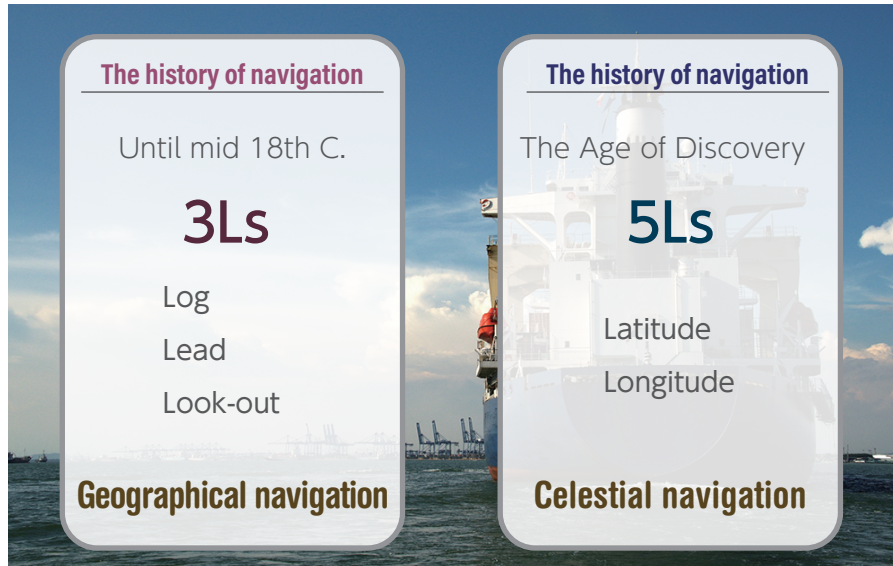 The history of navigation
Until mid 18th C.
3Ls
Log
Lead
Look-out
Geographical navigation
The history of navigation
The Age of Discovery
5Ls
Latitude
Longitude
Celestial navigation